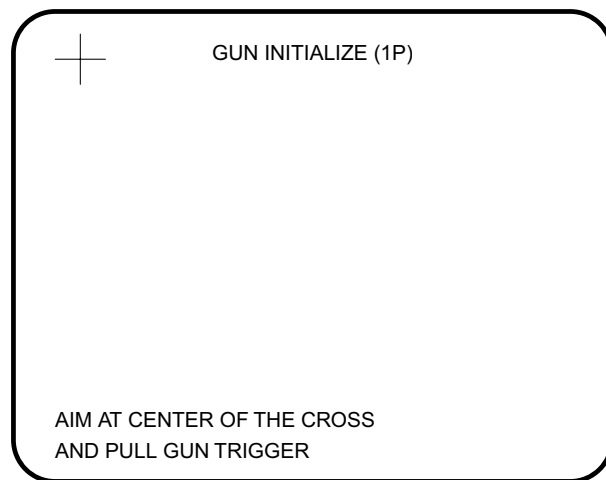 GUN INITIALIZE (1P)
AIM AT CENTER OF THE CROSS
AND PULL GUN TRIGGER